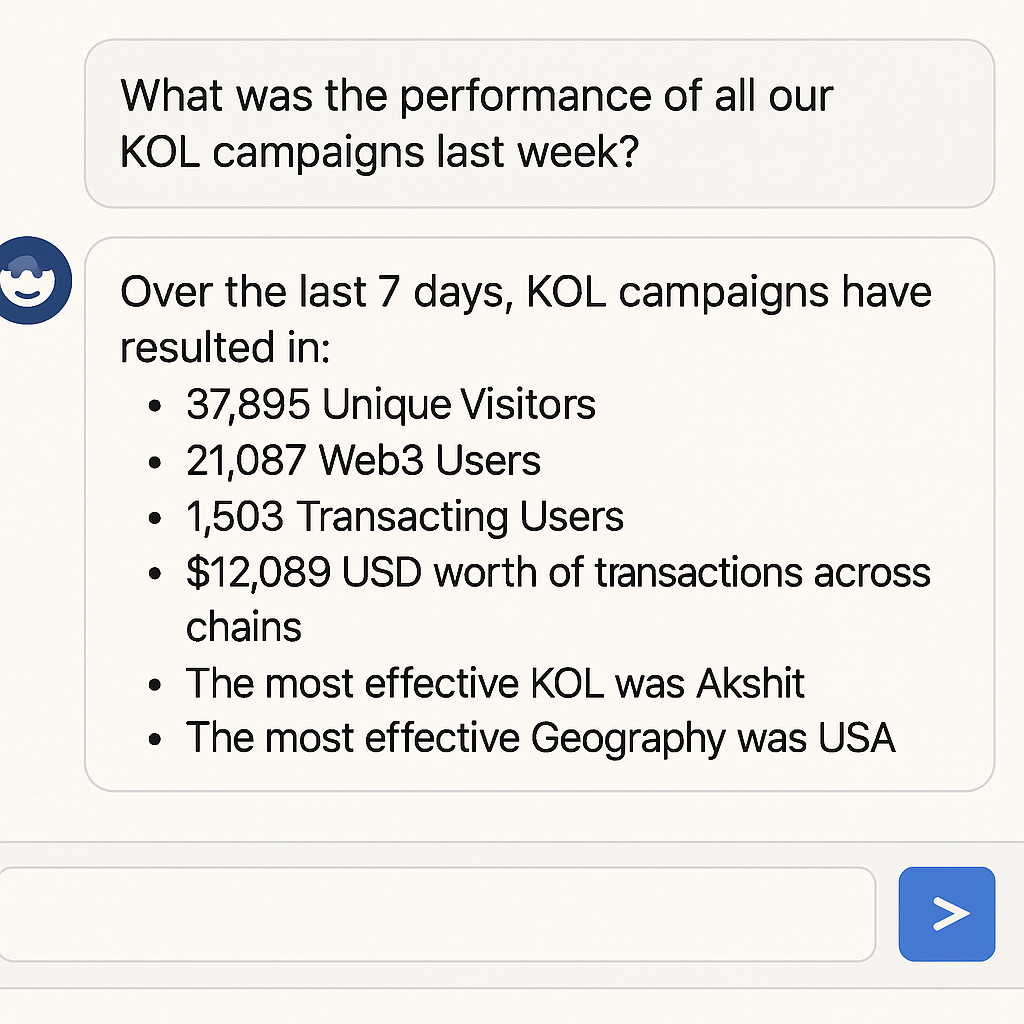 What was the performance of all our
KOL campaigns last week?
Over the last 7 days, KOL campaigns have
resulted in:
• 37,895 Unique Visitors
• 21,087 Web3 Users
• 1,503 Transacting Users
• $12,089 USD worth of transactions across
chains
• The most effective KOL was Akshit
• The most effective Geography was USA